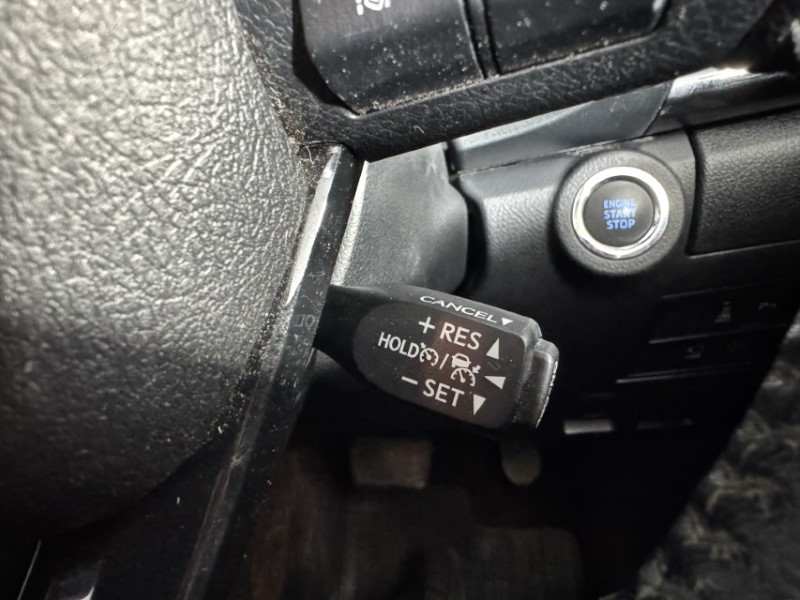 ENGINE
START
STOP
CANCEL
+ RES
HOLD /
− SET